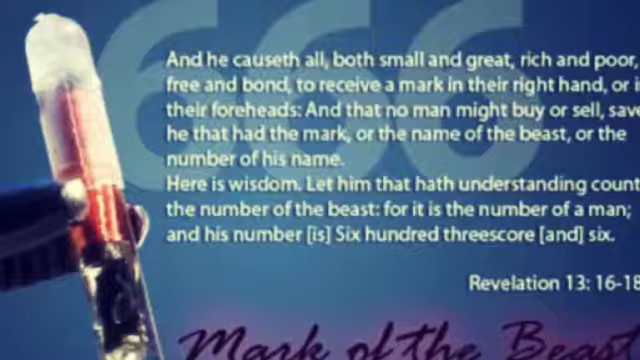 666
And he causeth all, both small and great, rich and poor,
free and bond, to receive a mark in their right hand, or i
their foreheads: And that no man might buy or sell, save
he that had the mark, or the name of the beast, or the
number of his name.
Here is wisdom. Let him that hath understanding count
the number of the beast: for it is the number of a man;
and his number [is] Six hundred threescore [and] six.
Revelation 13: 16-18
Mark of the Beast